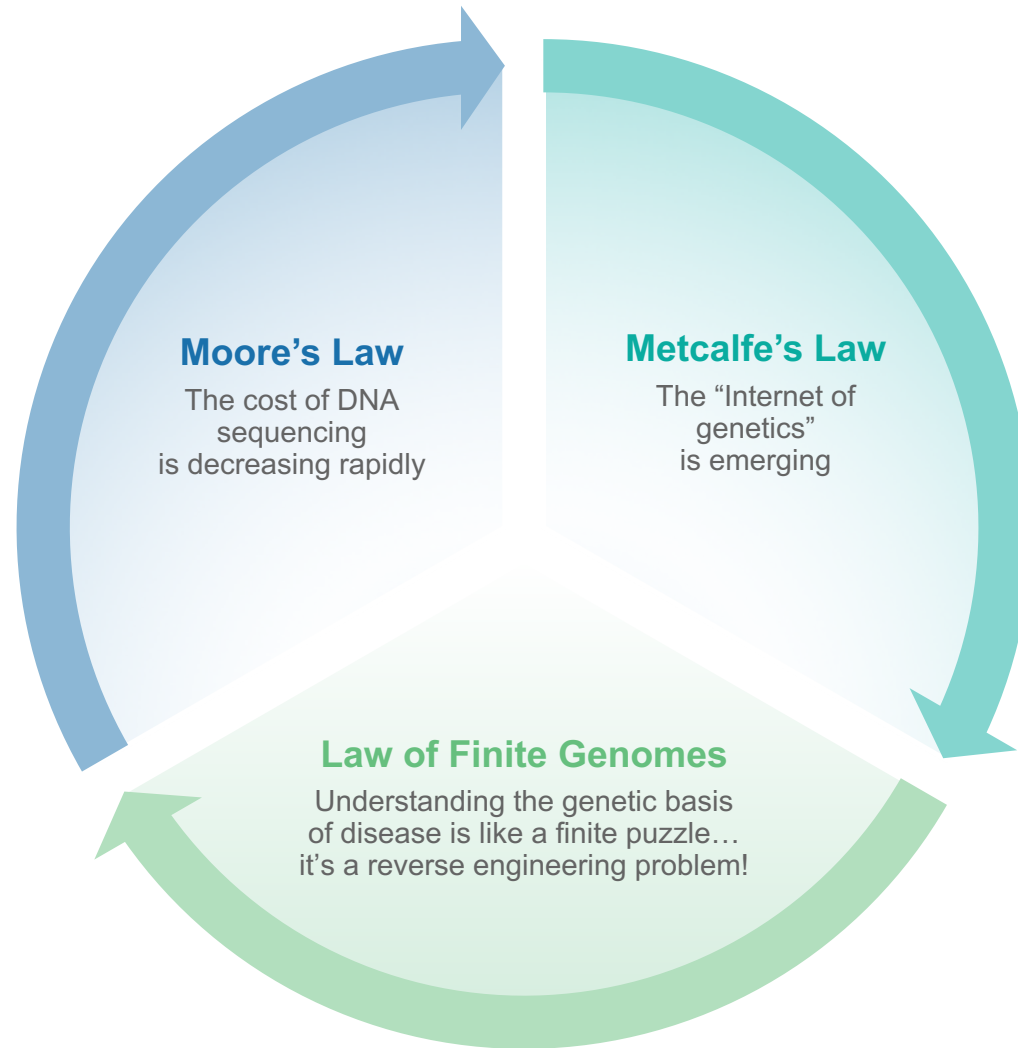 Moore’s Law
The cost of DNA
sequencing
is decreasing rapidly
Metcalfe’s Law
The “Internet of
genetics”
is emerging
Law of Finite Genomes
Understanding the genetic basis
of disease is like a finite puzzle…
it’s a reverse engineering problem!